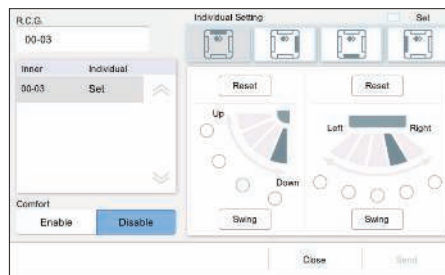 R.C.G.
00-03
Inner Individual
00-03 Set
Comfort
Enable Disable
Individual Setting Set
Reset Reset
Up
Left Right
Down
Swing Swing
Close Send